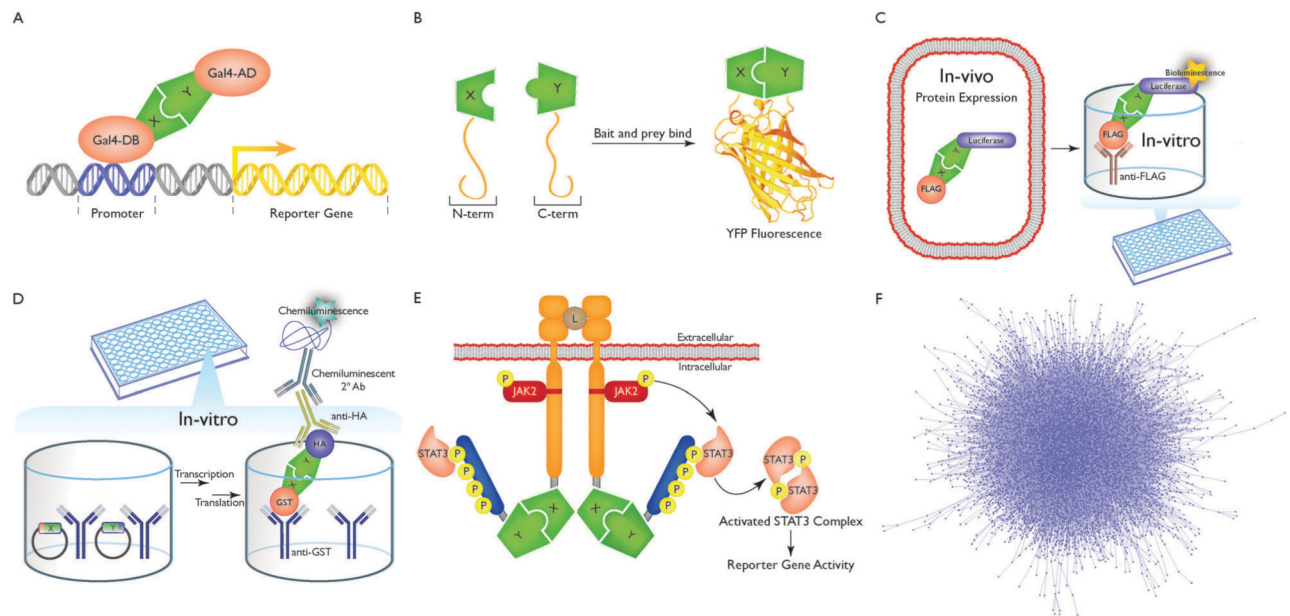 A
Gal4-AD
Y
X
Gal4-DB
Promoter
Reporter Gene
B
X
Y
N-term
C-term
Bait and prey bind
X
Y
YFP Fluorescence
C
In-vivo
Protein Expression
Luciferase
Y
X
FLAG
Bioluminescence
Luciferase
Y
X
FLAG
In-vitro
anti-FLAG
D
Chemiluminescence
Chemiluminescent
2° Ab
In-vitro
anti-HA
HA
Y
X
GST
Transcription
Translation
X
Y
anti-GST
E
L
Extracellular
Intracellular
P
JAK2
JAK2
P
STAT3
P
P
P
P
P
P
P
P
STAT3
X
Y
X
Y
STAT3
P
P
STAT3
Activated STAT3 Complex
Reporter Gene Activity
F